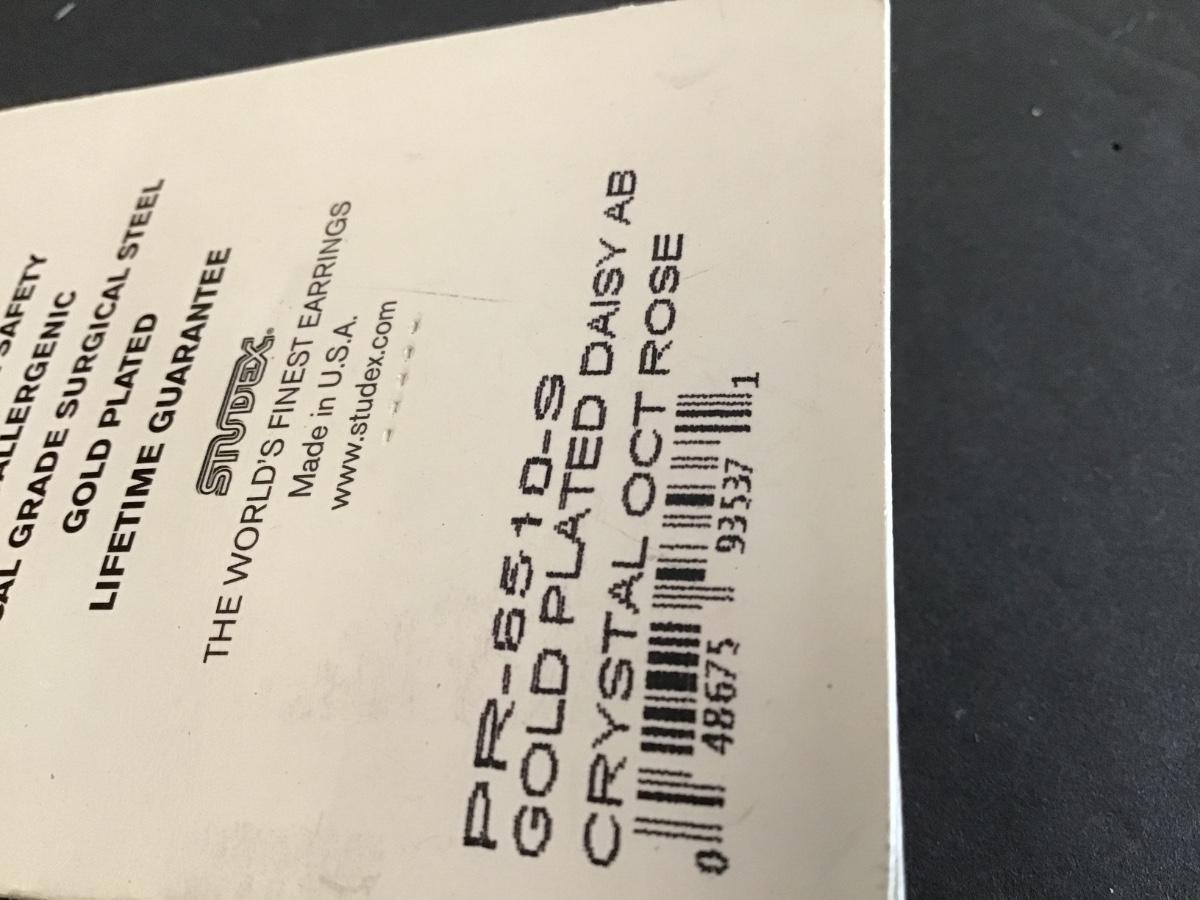 SAFETY
ALLERGENIC
GRADE SURGICAL STEEL
GOLD PLATED
LIFETIME GUARANTEE
STUDEX®
THE WORLD'S FINEST EARRINGS
Made in U.S.A.
www.studex.com
PR-6510-S
GOLD PLATED DAISY AB
CRYSTAL OCT ROSE
0 48675 93537 1